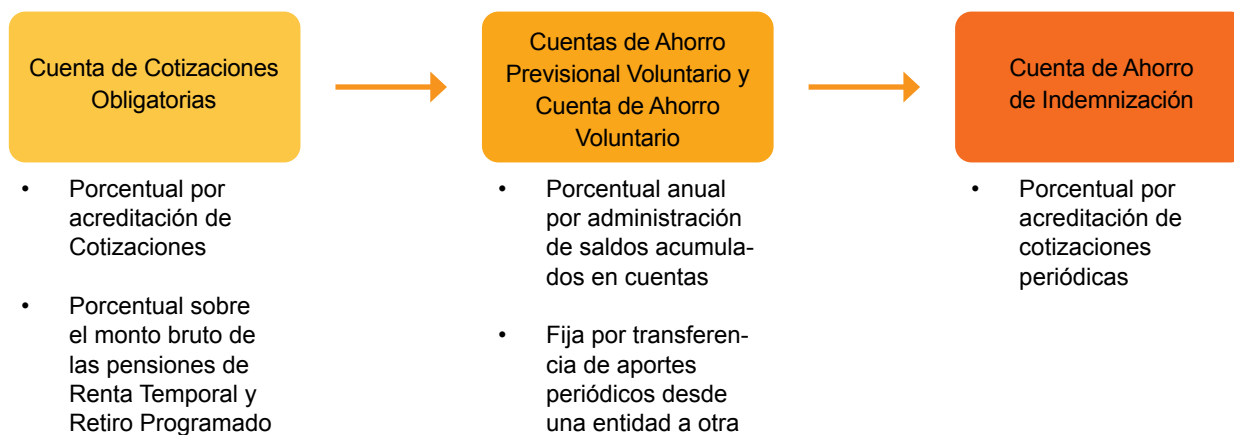 Cuenta de Cotizaciones
Obligatorias
Cuentas de Ahorro
Previsional Voluntario y
Cuenta de Ahorro
Voluntario
Cuenta de Ahorro
de Indemnización
• Porcentual por
acreditación de
Cotizaciones
• Porcentual sobre
el monto bruto de
las pensiones de
Renta Temporal y
Retiro Programado
• Porcentual anual
por administración
de saldos acumula-
dos en cuentas
• Fija por transferen-
cia de aportes
periódicos desde
una entidad a otra
• Porcentual por
acreditación de
cotizaciones
periódicas